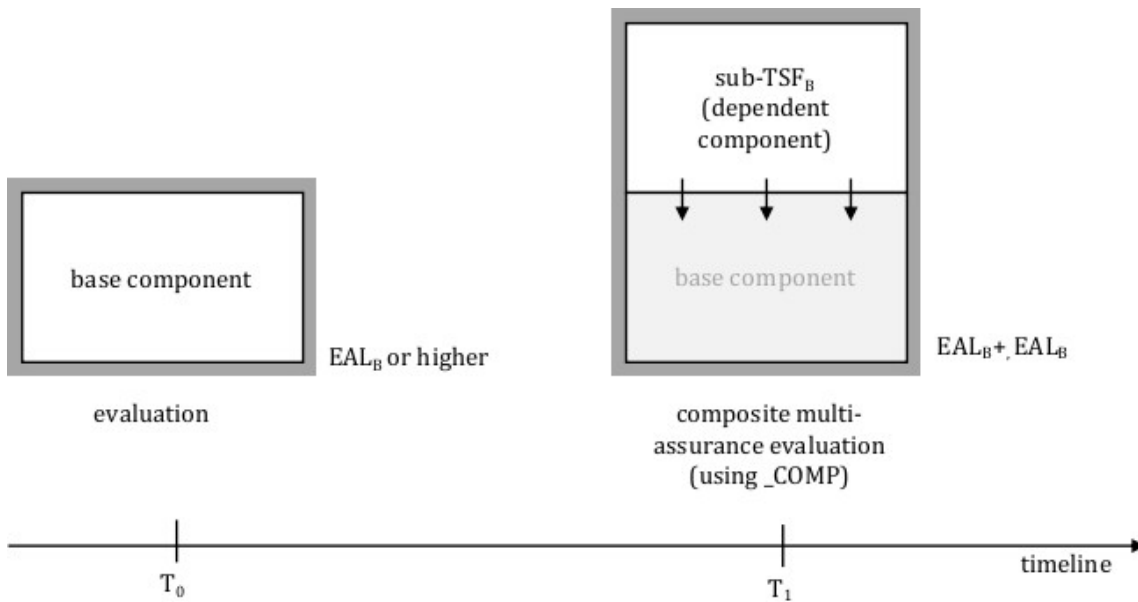 sub-TSF_B
(dependent
component)
base component
base component
EAL_B or higher
EAL_B+, EAL_B
evaluation
composite multi-
assurance evaluation
(using _COMP)
timeline
T_0
T_1